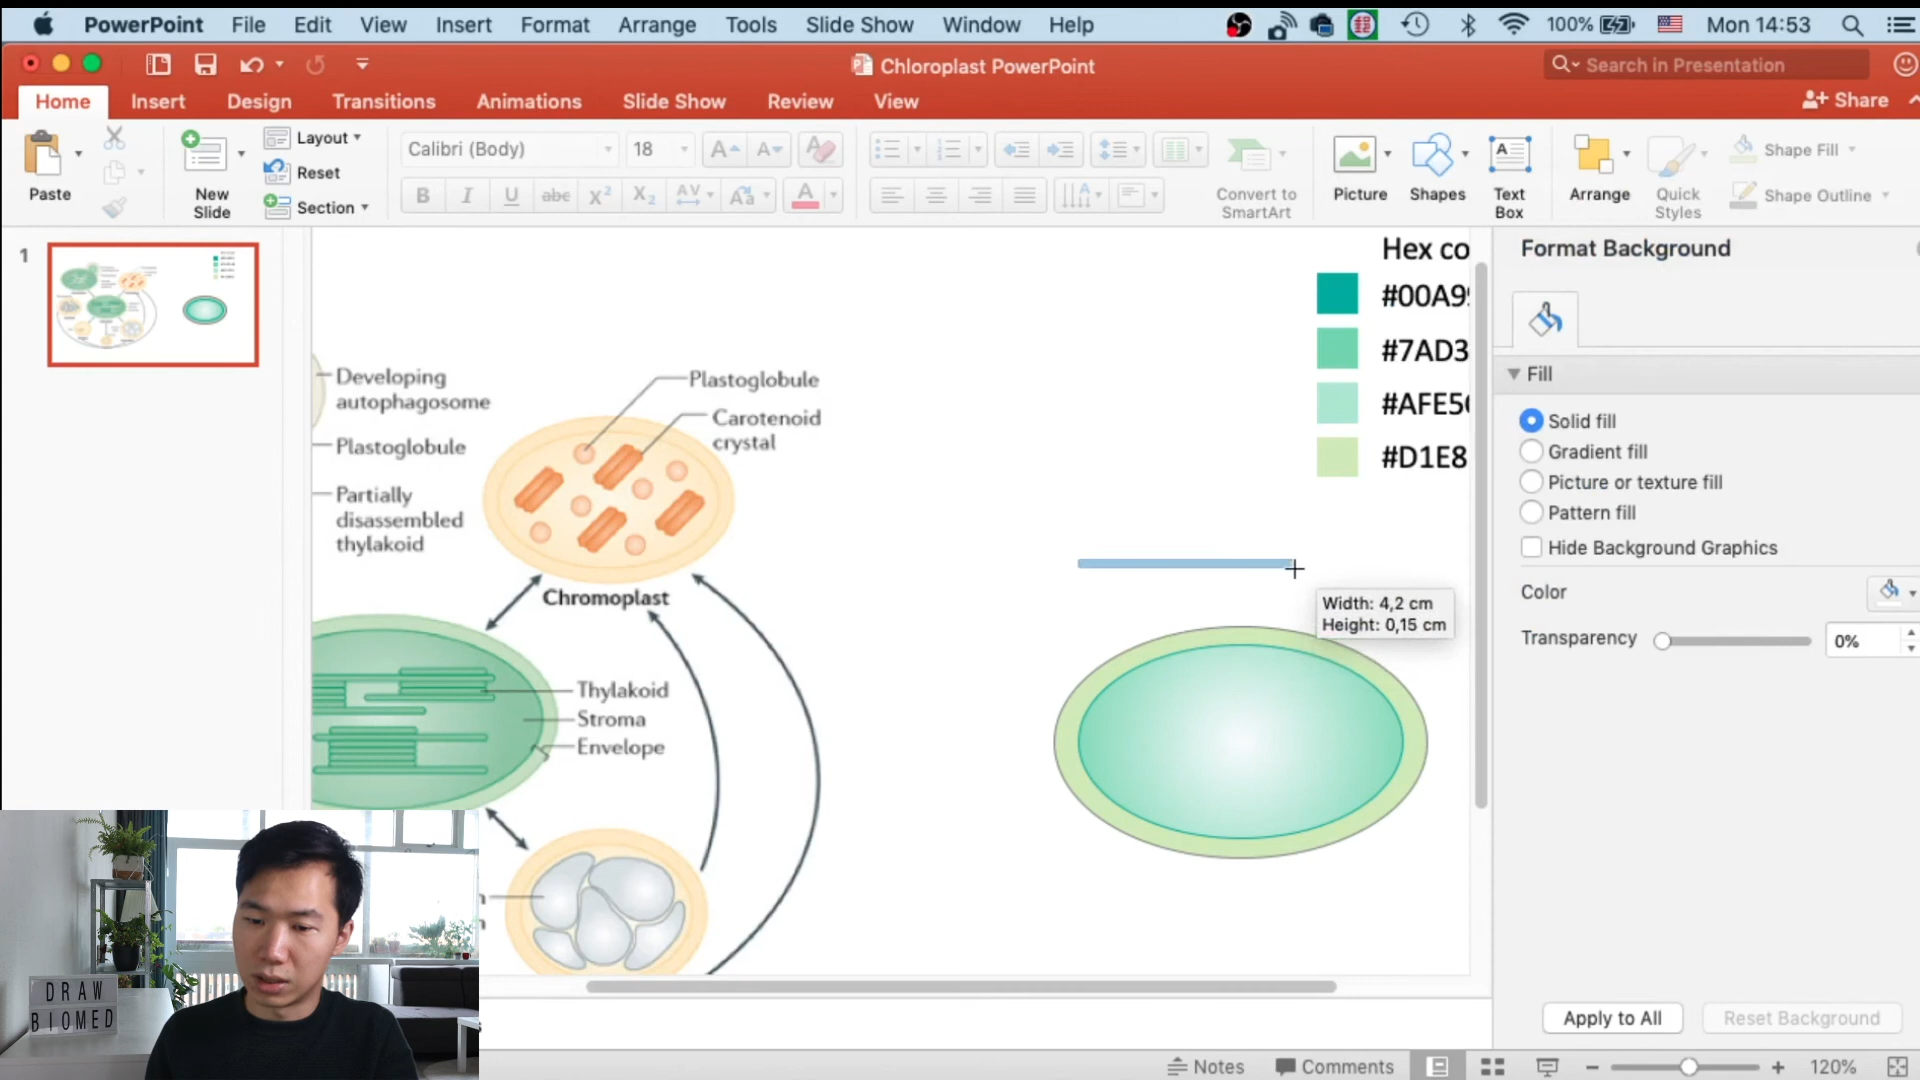 PowerPoint File Edit View Insert Format Arrange Tools Slide Show Window Help 100% Mon 14:53
Chloroplast PowerPoint
Search in Presentation
Home Insert Design Transitions Animations Slide Show Review View Share
Paste
New Slide
Layout
Reset
Section
Calibri (Body) 18
B I U abc X² X₂ AV Aa A
Convert to SmartArt
Picture
Shapes
Text Box
Arrange
Quick Styles
Shape Fill
Shape Outline
1
Format Background
Fill
Solid fill
Gradient fill
Picture or texture fill
Pattern fill
Hide Background Graphics
Color
Transparency 0%
Apply to All
Reset Background
Hex co
#00A9
#7AD3
#AFE5
#D1E8
Developing
autophagosome
Plastoglobule
Partially
disassembled
thylakoid
Plastoglobule
Carotenoid
crystal
Chromoplast
Thylakoid
Stroma
Envelope
Width: 4,2 cm
Height: 0,15 cm
DRAW
BIOMED
Notes Comments 120%